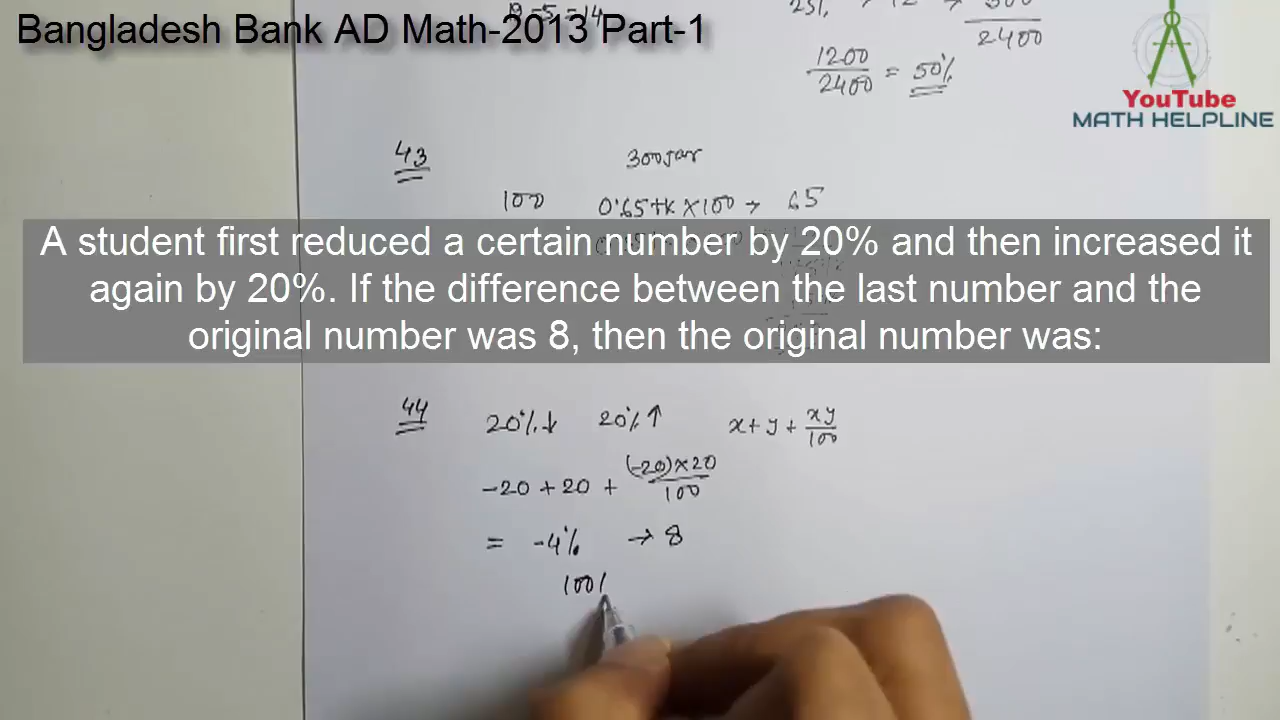 Bangladesh Bank AD Math-2013 Part-1
1200/2400 = 50%
YouTube
MATH HELPLINE
43
100 0.65+k×100 → 65
A student first reduced a certain number by 20% and then increased it
again by 20%. If the difference between the last number and the
original number was 8, then the original number was:
44 20%↓ 20%↑ x+y+xy/100
-20+20+(-20)×20/100
= -4% → 8
100%